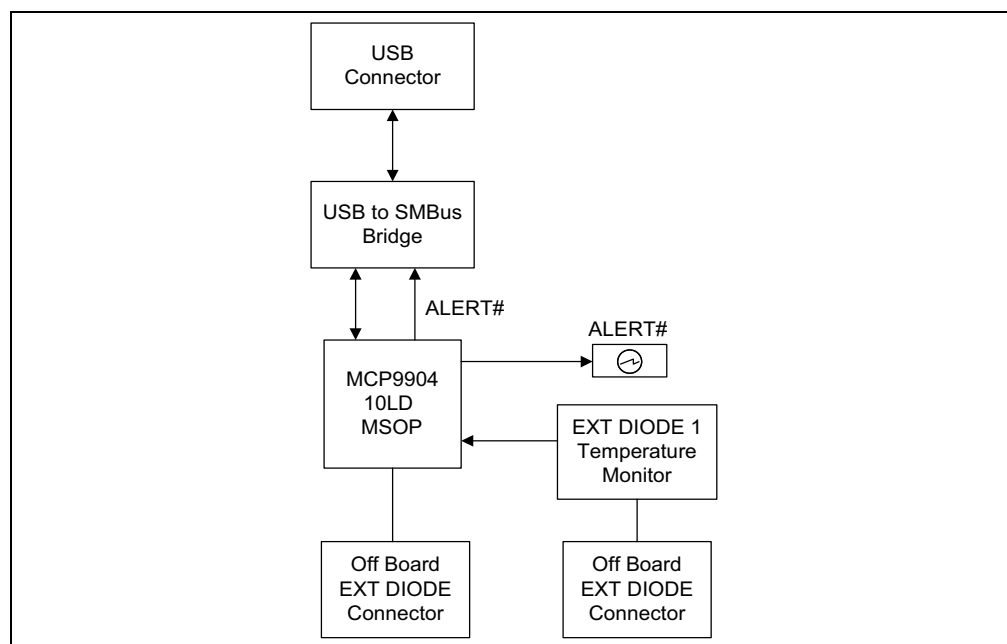 USB
Connector
USB to SMBus
Bridge
ALERT#
ALERT#
MCP9904
10LD
MSOP
EXT DIODE 1
Temperature
Monitor
Off Board
EXT DIODE
Connector
Off Board
EXT DIODE
Connector